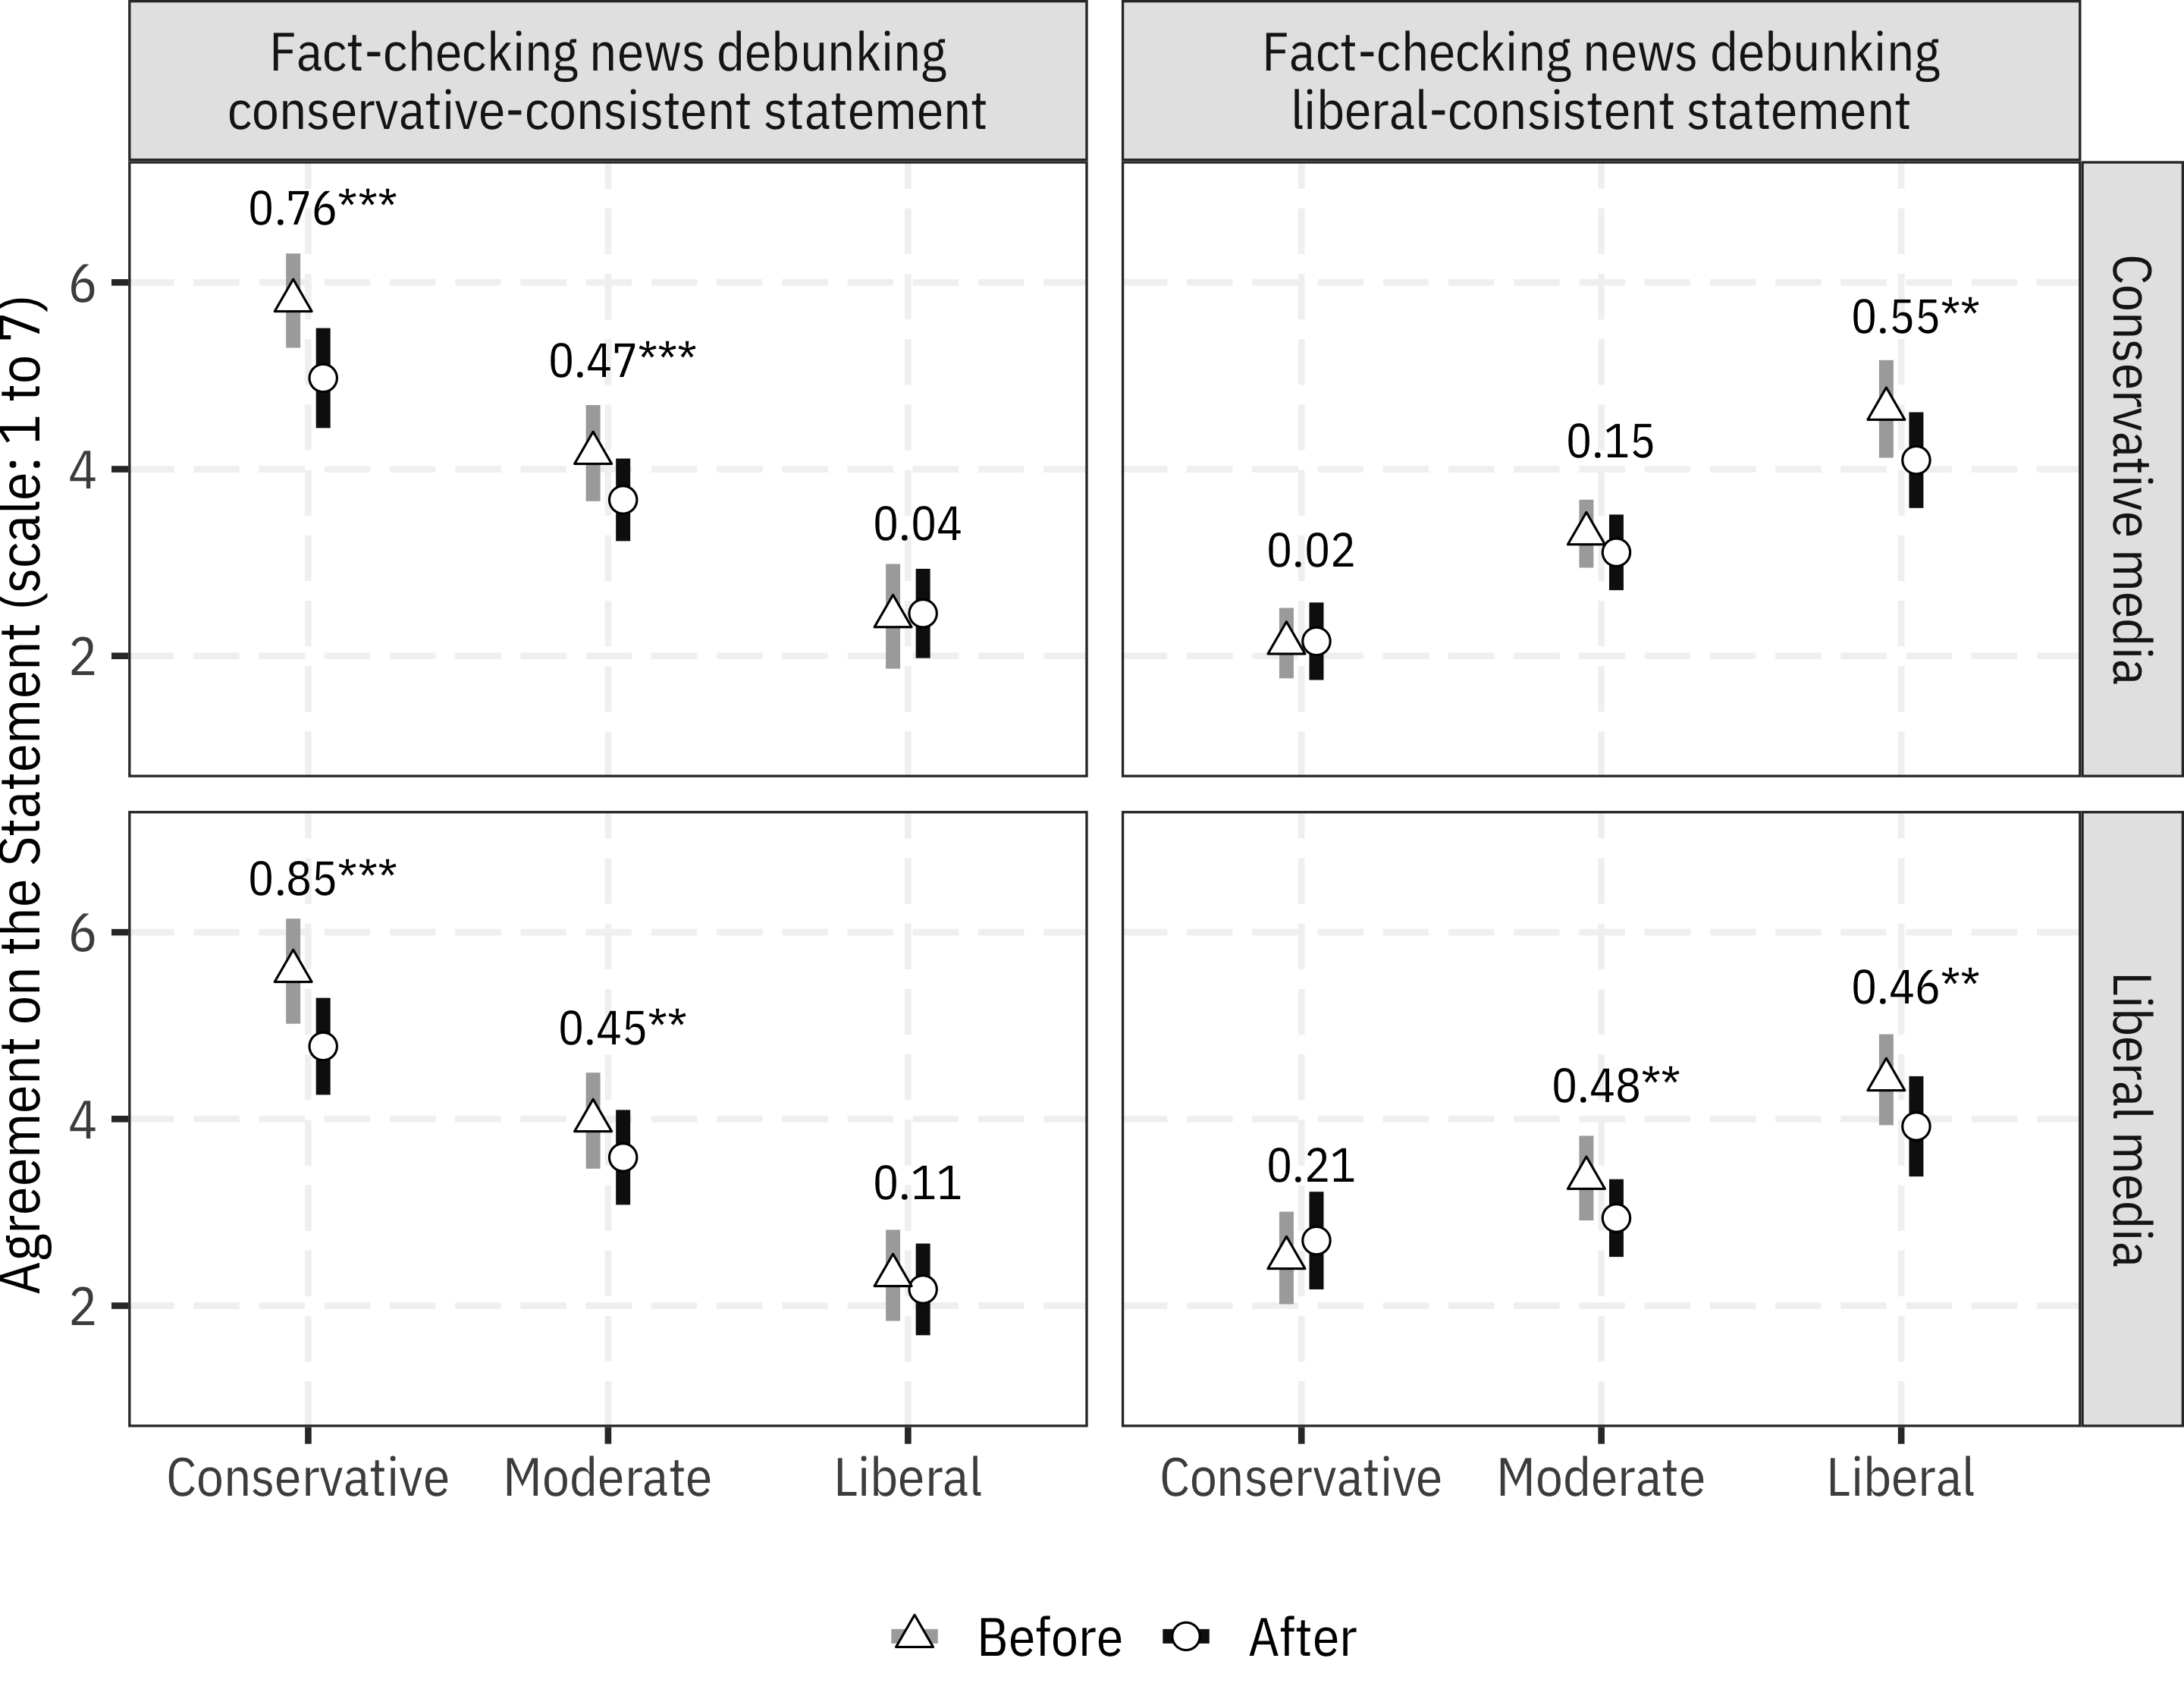 Fact-checking news debunking
conservative-consistent statement
Fact-checking news debunking
liberal-consistent statement
Agreement on the Statement (scale: 1 to 7)
6
4
2
0.76***
0.47***
0.04
0.02
0.15
0.55**
Conservative media
6
4
2
0.85***
0.45**
0.11
0.21
0.48**
0.46**
Liberal media
Conservative
Moderate
Liberal
Conservative
Moderate
Liberal
Before
After